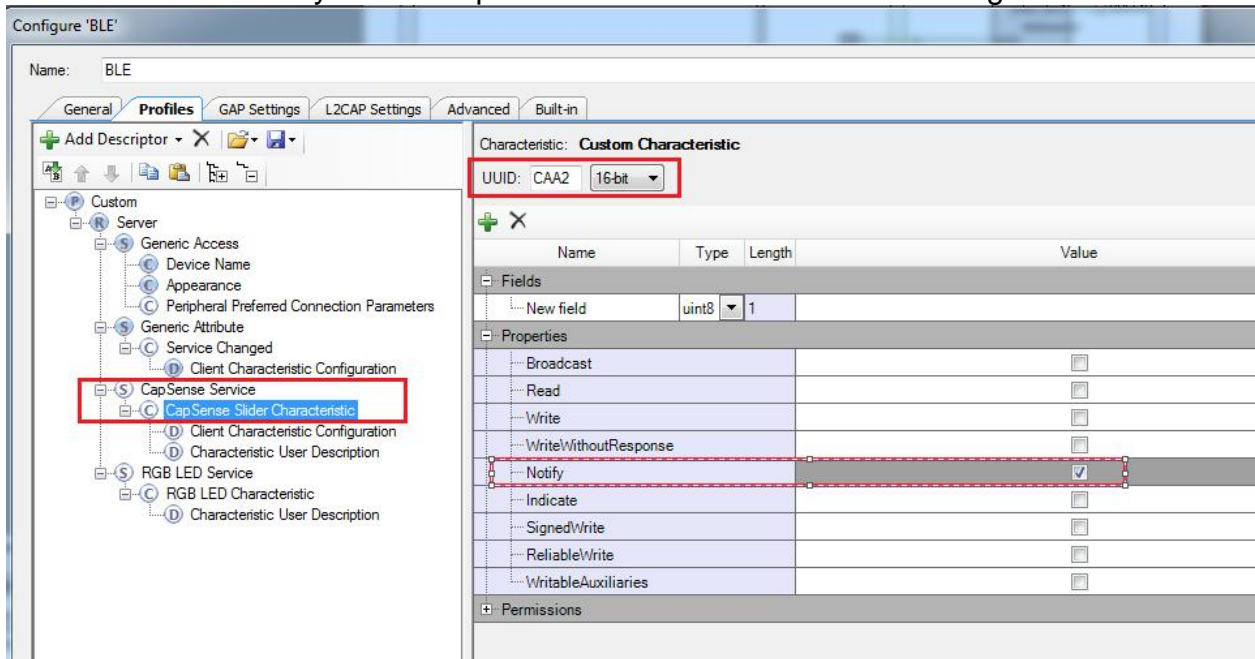 Configure 'BLE'
Name: BLE
General Profiles GAP Settings L2CAP Settings Advanced Built-in
Add Descriptor
Custom
Server
Generic Access
Device Name
Appearance
Peripheral Preferred Connection Parameters
Generic Attribute
Service Changed
Client Characteristic Configuration
CapSense Service
CapSense Slider Characteristic
Client Characteristic Configuration
Characteristic User Description
RGB LED Service
RGB LED Characteristic
Characteristic User Description
Characteristic: Custom Characteristic
UUID: CAA2 16-bit
Name Type Length Value
Fields
New field uint8 1
Properties
Broadcast
Read
Write
WriteWithoutResponse
Notify
Indicate
SignedWrite
ReliableWrite
WritableAuxiliaries
Permissions